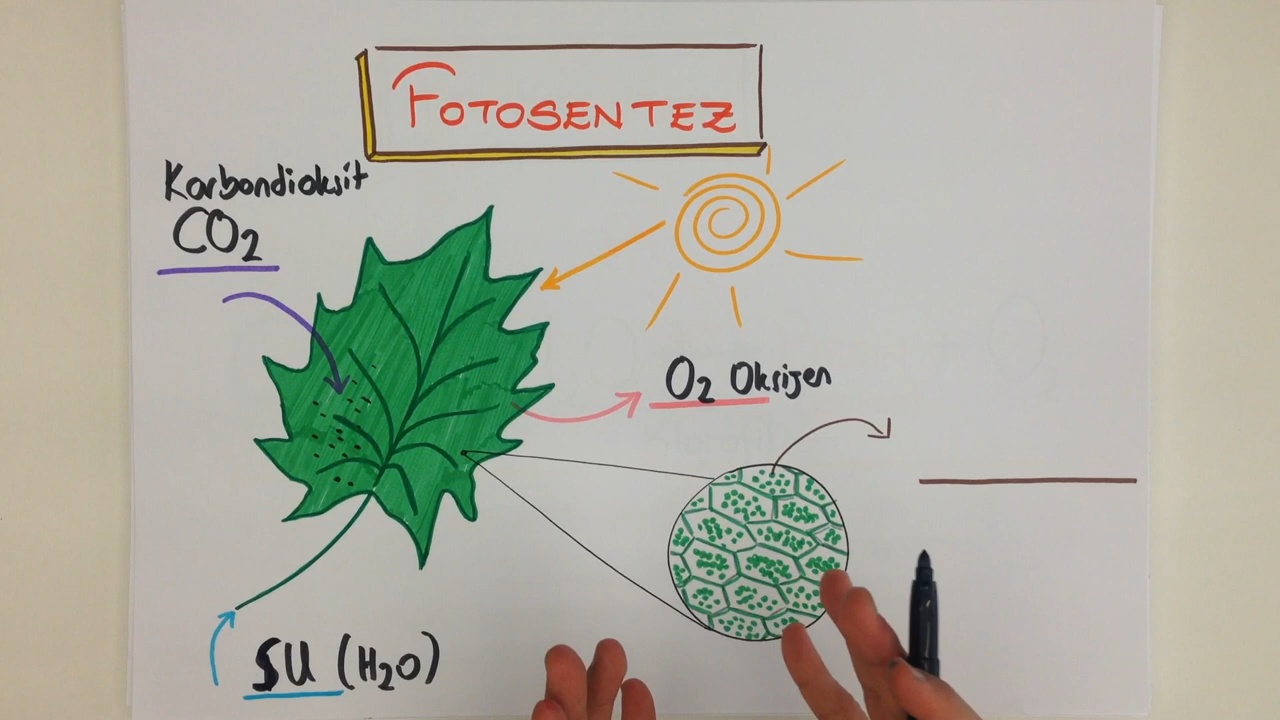 FOTOSENTEZ
Karbondioksit
CO₂
O₂ Oksijen
SU (H₂O)